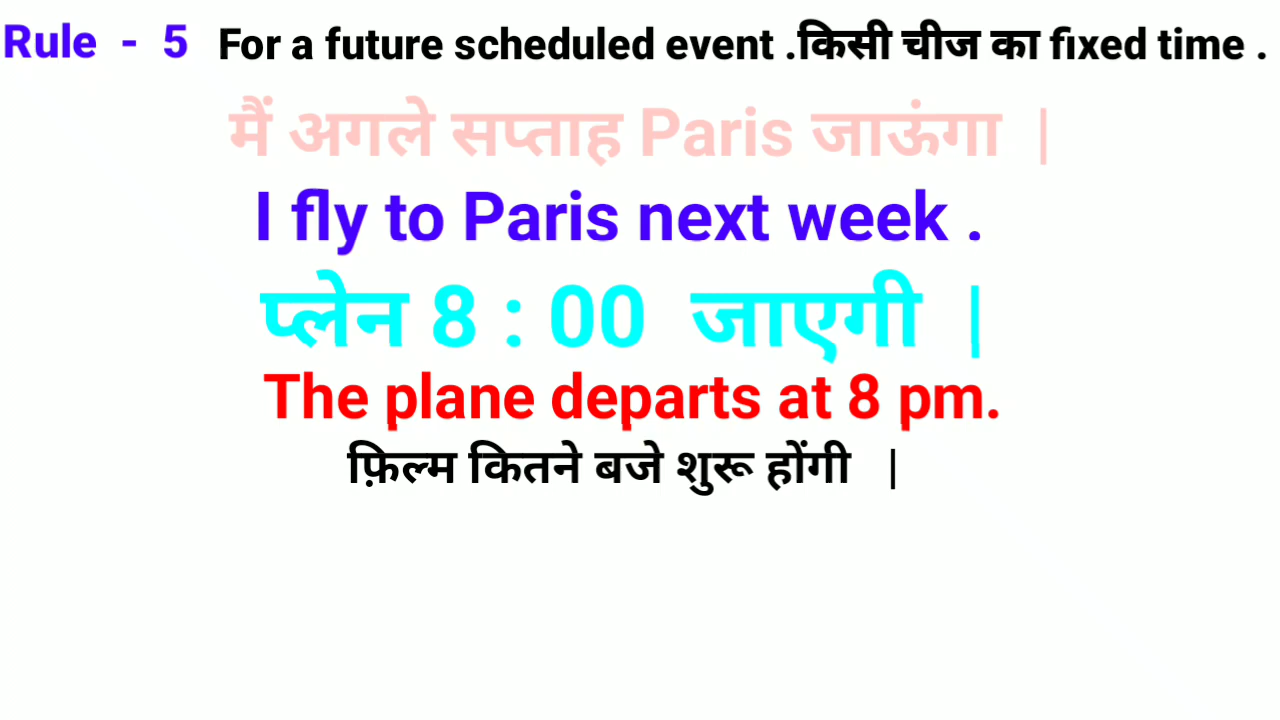 Rule - 5 For a future scheduled event .किसी चीज का fixed time .
मैं अगले सप्ताह Paris जाऊंगा |
I fly to Paris next week .
प्लेन 8 : 00 जाएगी |
The plane departs at 8 pm.
फ़िल्म कितने बजे शुरू होंगी |